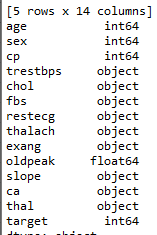 [5 rows x 14 columns]
age int64
sex int64
cp int64
trestbps object
chol object
fbs object
restecg object
thalach object
exang object
oldpeak float64
slope object
ca object
thal object
target int64
dtype: object